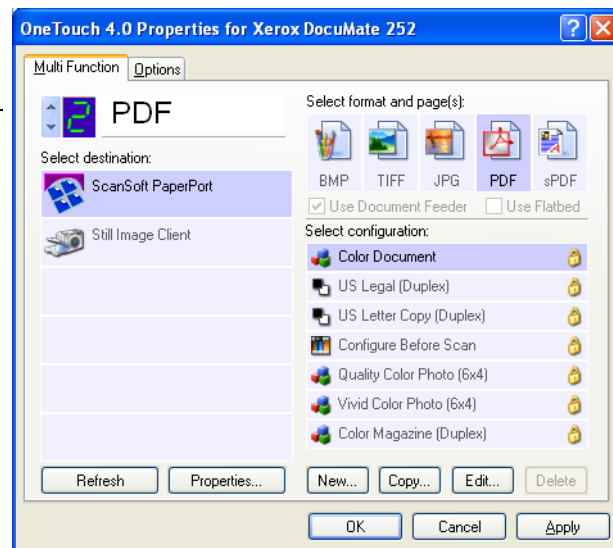 OneTouch 4.0 Properties for Xerox DocuMate 252
Multi Function
Options
2
PDF
Select destination:
ScanSoft PaperPort
Still Image Client
Refresh
Properties...
Select format and page(s):
BMP
TIFF
JPG
PDF
sPDF
Use Document Feeder
Use Flatbed
Select configuration:
Color Document
US Legal (Duplex)
US Letter Copy (Duplex)
Configure Before Scan
Quality Color Photo (6x4)
Vivid Color Photo (6x4)
Color Magazine (Duplex)
New...
Copy...
Edit...
Delete
OK
Cancel
Apply